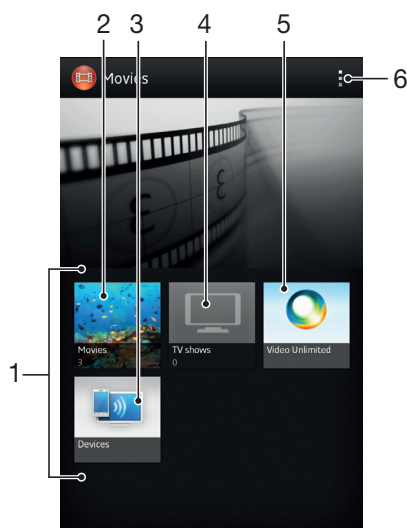 2 3 4 5
Movies
6
1
Movies
3
TV shows
0
Video Unlimited
Devices